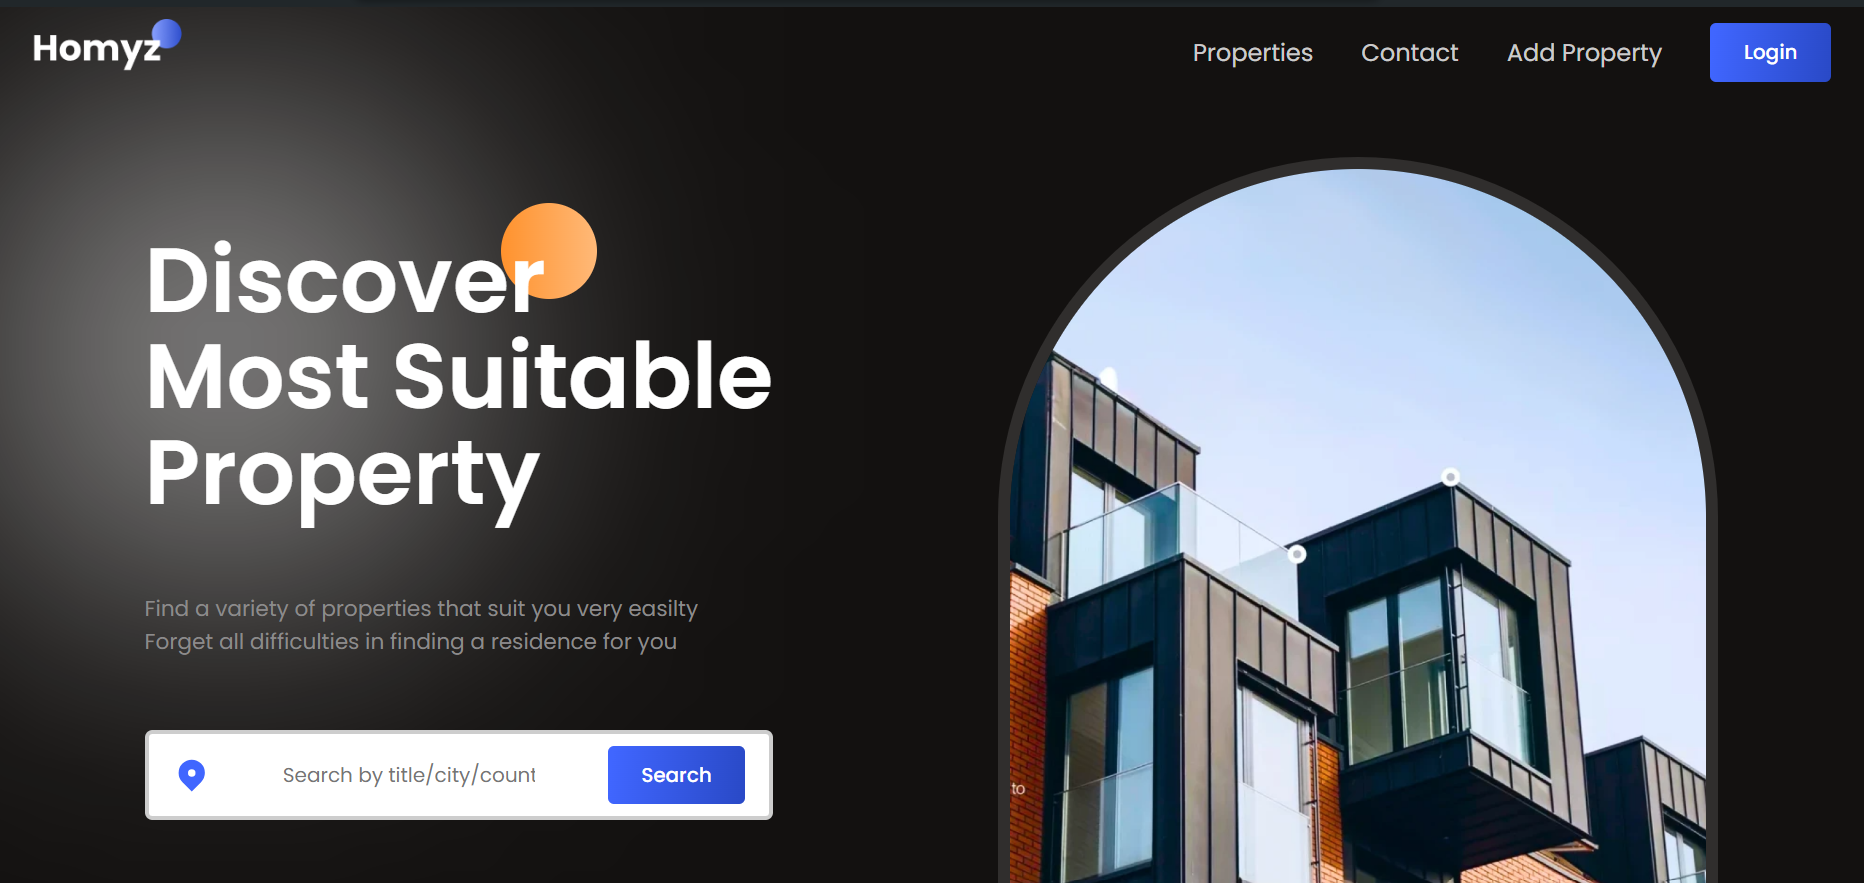 Homyz
Properties
Contact
Add Property
Login
Discover
Most Suitable
Property
Find a variety of properties that suit you very easilty
Forget all difficulties in finding a residence for you
Search by title/city/count
Search
to